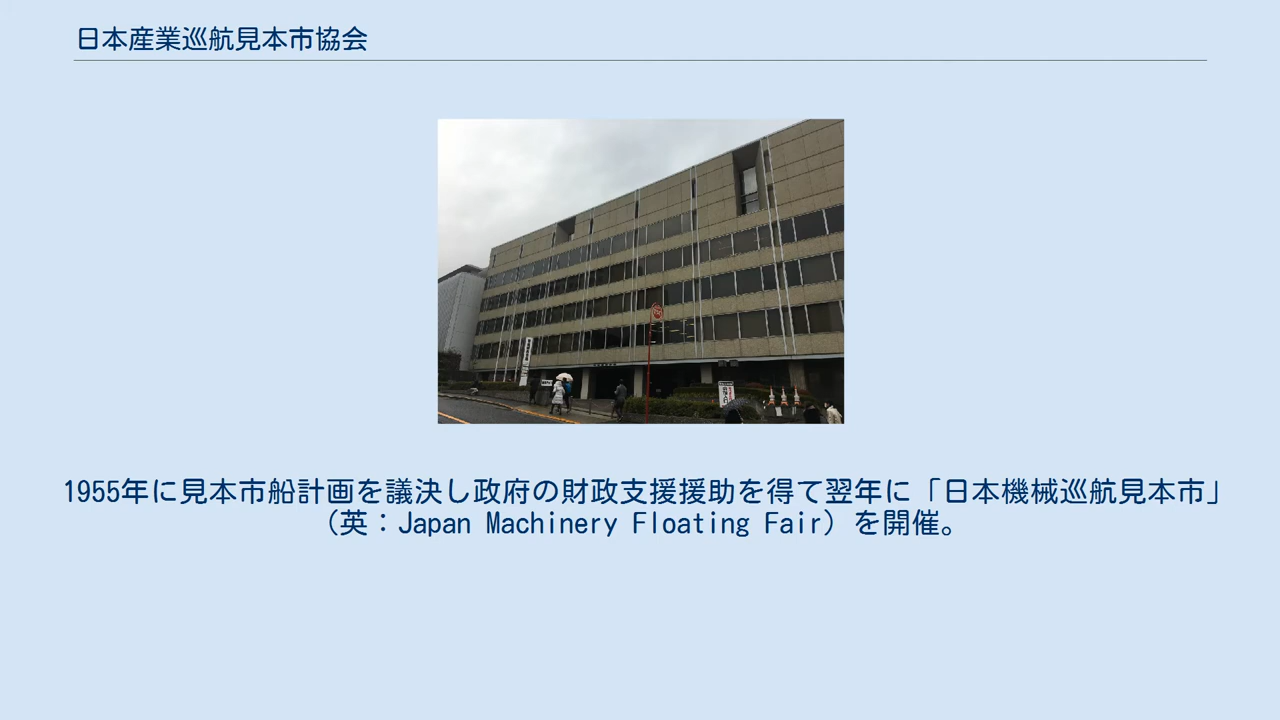 日本産業巡航見本市協会
1955年に見本市船計画を議決し政府の財政支援援助を得て翌年に「日本機械巡航見本市」
（英：Japan Machinery Floating Fair）を開催。